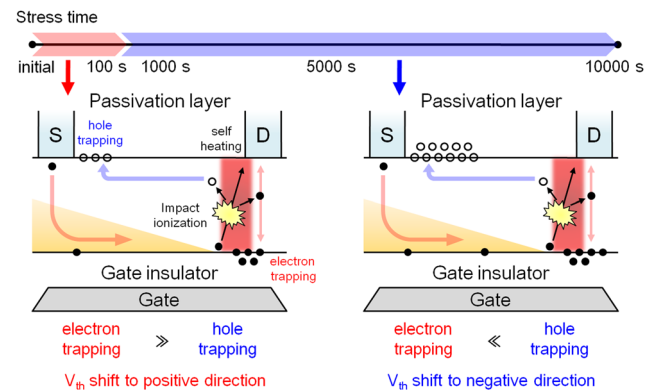 Stress time
initial 100 s 1000 s 5000 s 10000 s
Passivation layer
S
hole
trapping
self
heating
D
Impact
ionization
electron
trapping
Gate insulator
Gate
electron
trapping
≫
hole
trapping
Vth shift to positive direction
Passivation layer
S
D
Gate insulator
Gate
electron
trapping
≪
hole
trapping
Vth shift to negative direction